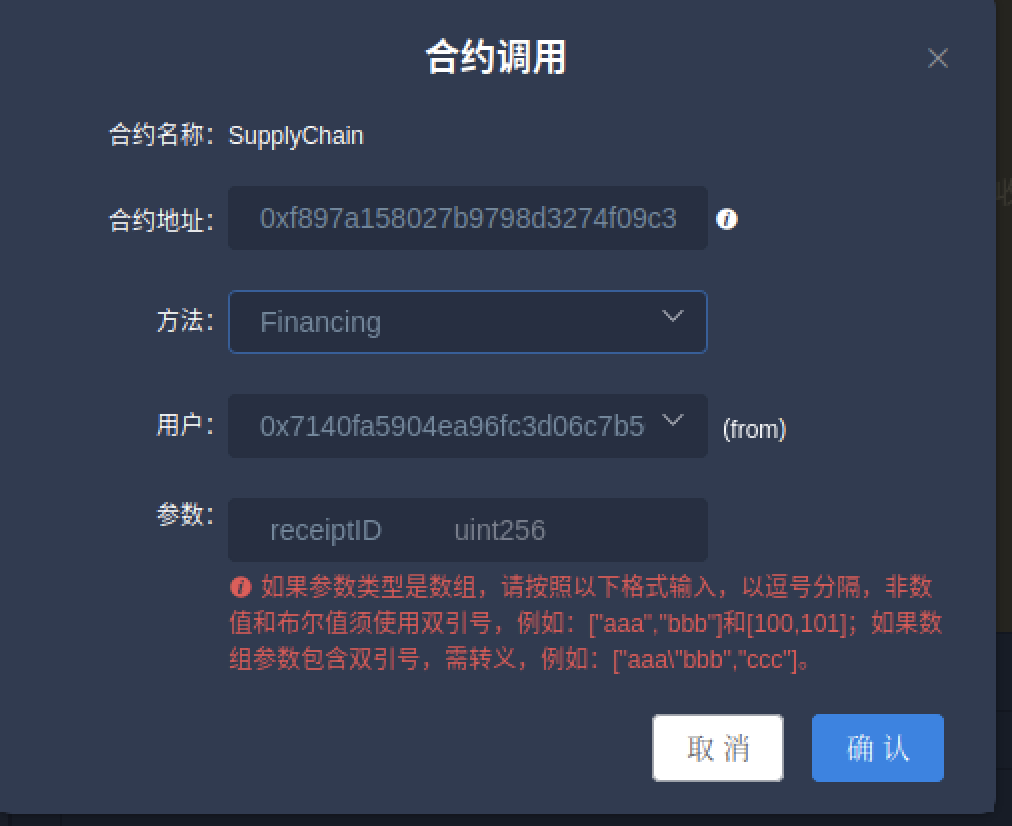 合约调用
合约名称：SupplyChain
合约地址：0xf897a158027b9798d3274f09c3
方法：Financing
用户：0x7140fa5904ea96fc3d06c7b5 (from)
参数：receiptID uint256
如果参数类型是数组，请按照以下格式输入，以逗号分隔，非数
值和布尔值须使用双引号，例如：["aaa","bbb"]和[100,101]；如果数
组参数包含双引号，需转义，例如：["aaa\"bbb","ccc"]。
取消 确认